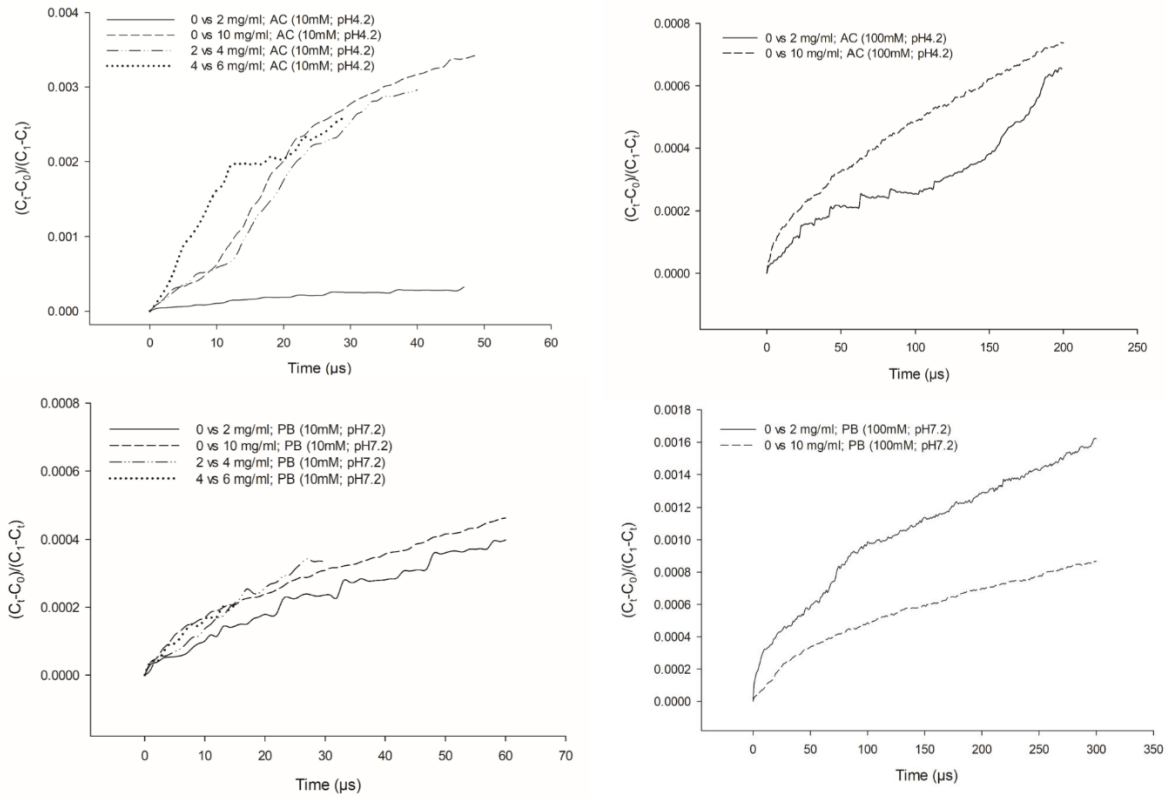 0 vs 2 mg/ml; AC (10mM; pH4.2)
0 vs 10 mg/ml; AC (10mM; pH4.2)
2 vs 4 mg/ml; AC (10mM; pH4.2)
4 vs 6 mg/ml; AC (10mM; pH4.2)
0.004
0.003
0.002
0.001
0.000
(Ct-C0)/(C1-Ct)
0 10 20 30 40 50 60
Time (µs)
0 vs 2 mg/ml; AC (100mM; pH4.2)
0 vs 10 mg/ml; AC (100mM; pH4.2)
0.0008
0.0006
0.0004
0.0002
0.0000
(Ct-C0)/(C1-Ct)
0 50 100 150 200 250
Time (µs)
0 vs 2 mg/ml; PB (10mM; pH7.2)
0 vs 10 mg/ml; PB (10mM; pH7.2)
2 vs 4 mg/ml; PB (10mM; pH7.2)
4 vs 6 mg/ml; PB (10mM; pH7.2)
0.0008
0.0006
0.0004
0.0002
0.0000
(Ct-C0)/(C1-Ct)
0 10 20 30 40 50 60 70
Time (µs)
0 vs 2 mg/ml; PB (100mM; pH7.2)
0 vs 10 mg/ml; PB (100mM; pH7.2)
0.0018
0.0016
0.0014
0.0012
0.0010
0.0008
0.0006
0.0004
0.0002
0.0000
(Ct-C0)/(C1-Ct)
0 50 100 150 200 250 300 350
Time (µs)